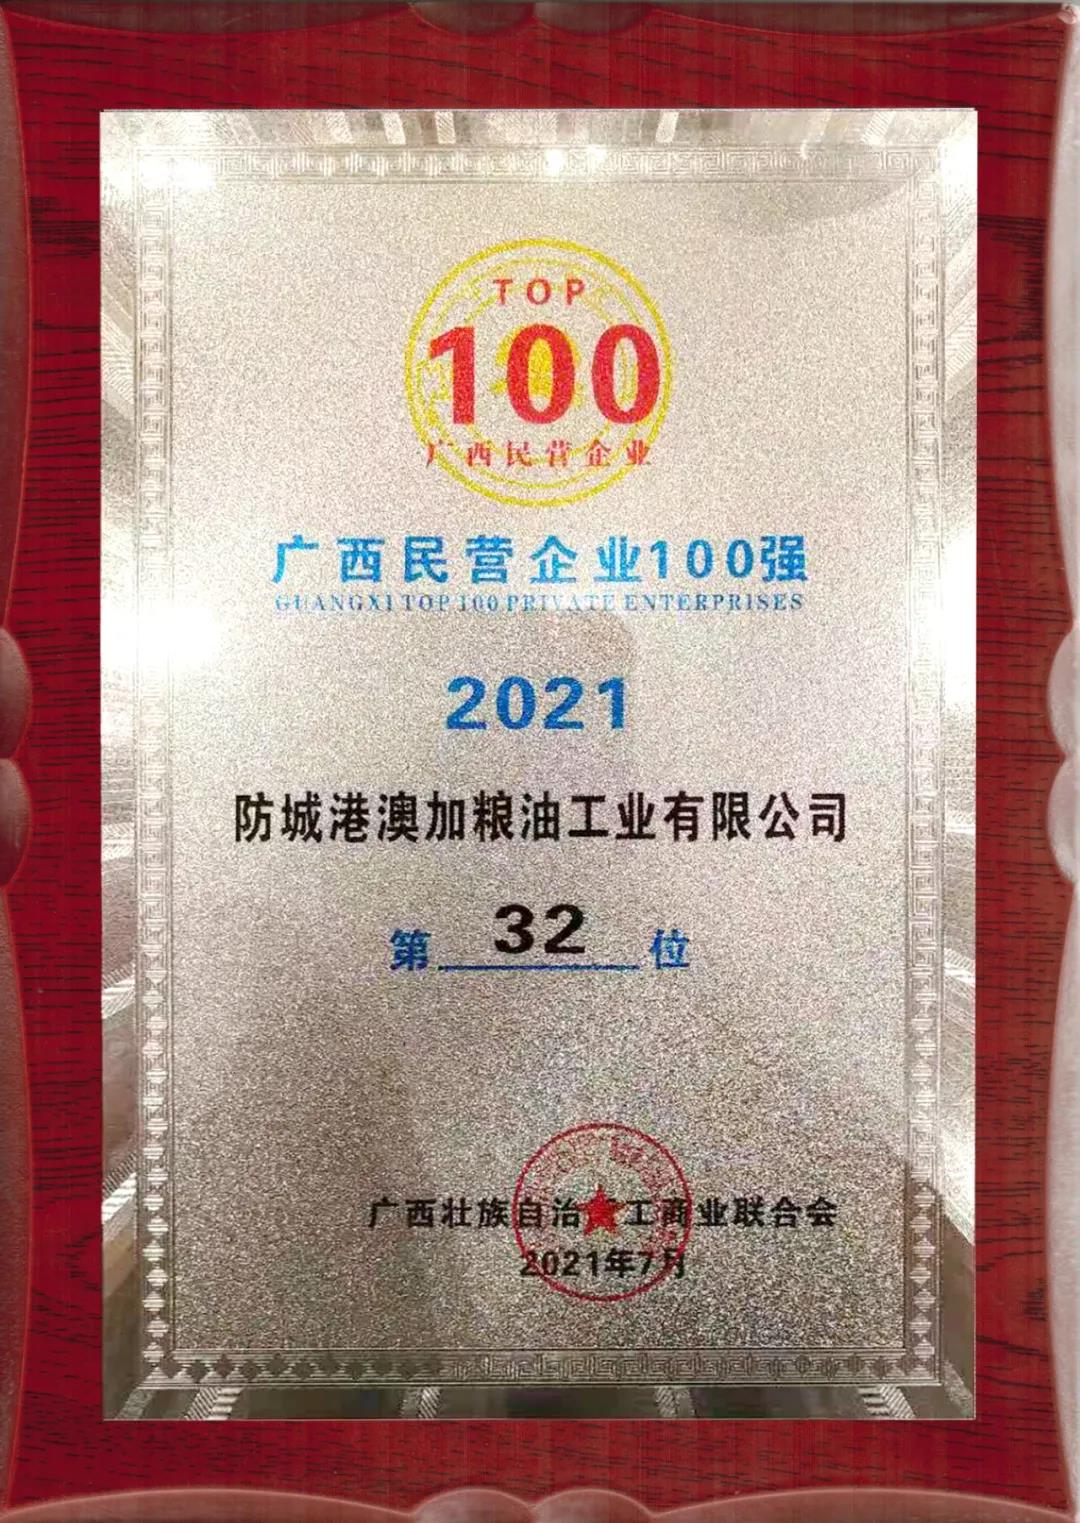 TOP
100
广西民营企业
广西民营企业100强
GUANGXI TOP 100 PRIVATE ENTERPRISES
2021
防城港澳加粮油工业有限公司
第 32 位
广西壮族自治 工商业联合会
2021年7月